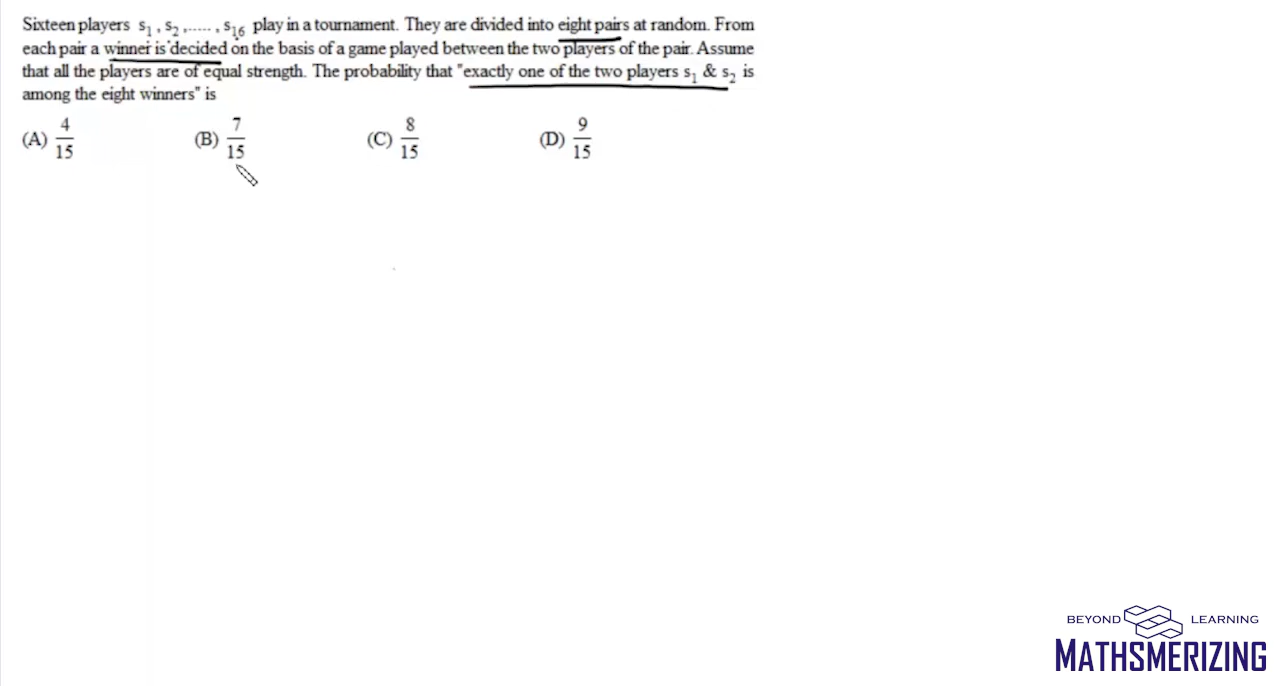 Sixteen players s₁ , s₂ ,...... , s₁₆ play in a tournament. They are divided into eight pairs at random. From
each pair a winner is decided on the basis of a game played between the two players of the pair. Assume
that all the players are of equal strength. The probability that "exactly one of the two players s₁ & s₂ is
among the eight winners" is
(A) 4/15 (B) 7/15 (C) 8/15 (D) 9/15
BEYOND LEARNING
MATHSMERIZING